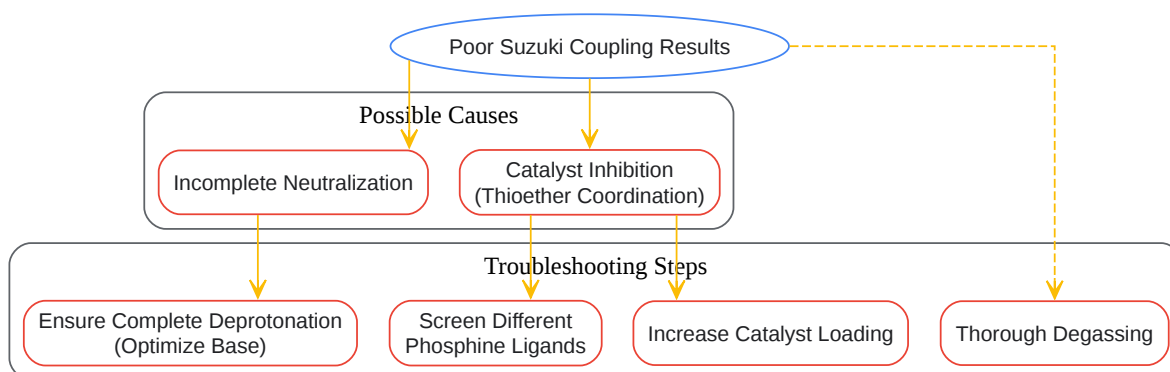 Poor Suzuki Coupling Results
Possible Causes
Incomplete Neutralization
Catalyst Inhibition
(Thioether Coordination)
Troubleshooting Steps
Ensure Complete Deprotonation
(Optimize Base)
Screen Different
Phosphine Ligands
Increase Catalyst Loading
Thorough Degassing